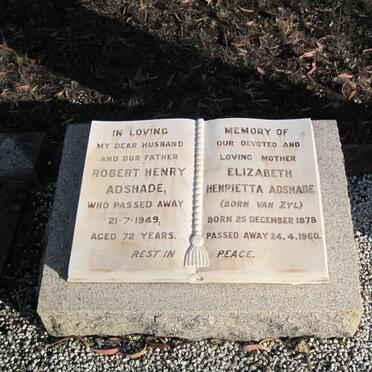 IN LOVING
MY DEAR HUSBAND
AND OUR FATHER
ROBERT HENRY
ADSHADE,
WHO PASSED AWAY
21-7-1949,
AGED 72 YEARS.
REST IN
MEMORY OF
OUR DEVOTED AND
LOVING MOTHER
ELIZABETH
HENRIETTA ADSHADE
(BORN VAN ZYL)
BORN 25 DECEMBER 1878
PASSED AWAY 24.4.1960.
PEACE.